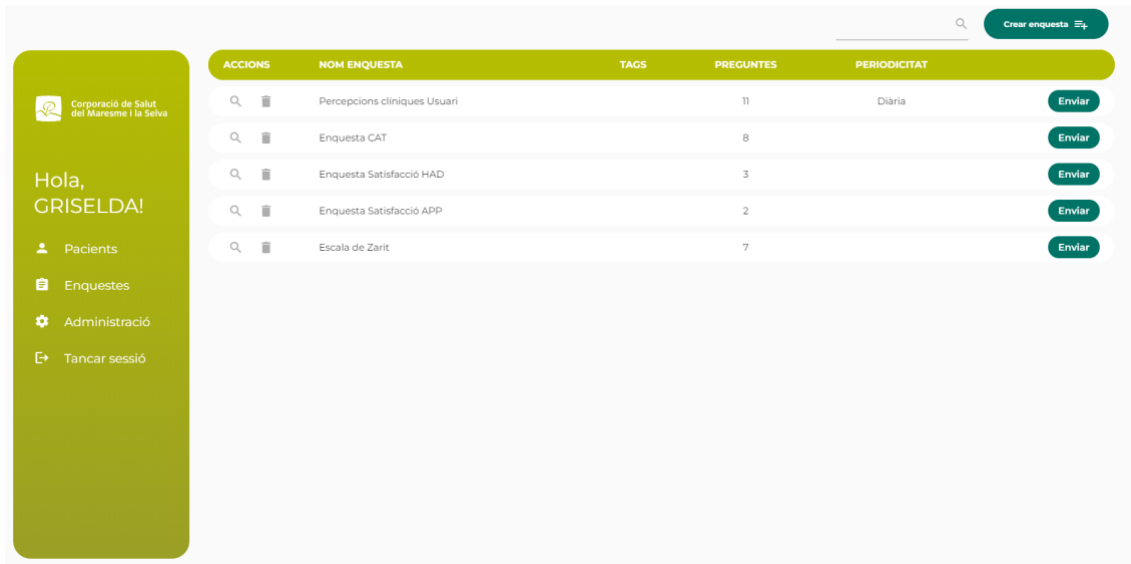 Crear enquesta
Corporació de Salut
del Maresme i la Selva
Hola,
GRISELDA!
Pacients
Enquestes
Administració
Tancar sessió
ACCIONS NOM ENQUESTA TAGS PREGUNTES PERIODICITAT
Percepcions clíniques Usuari 11 Diària Enviar
Enquesta CAT 8 Enviar
Enquesta Satisfacció HAD 3 Enviar
Enquesta Satisfacció APP 2 Enviar
Escala de Zarit 7 Enviar